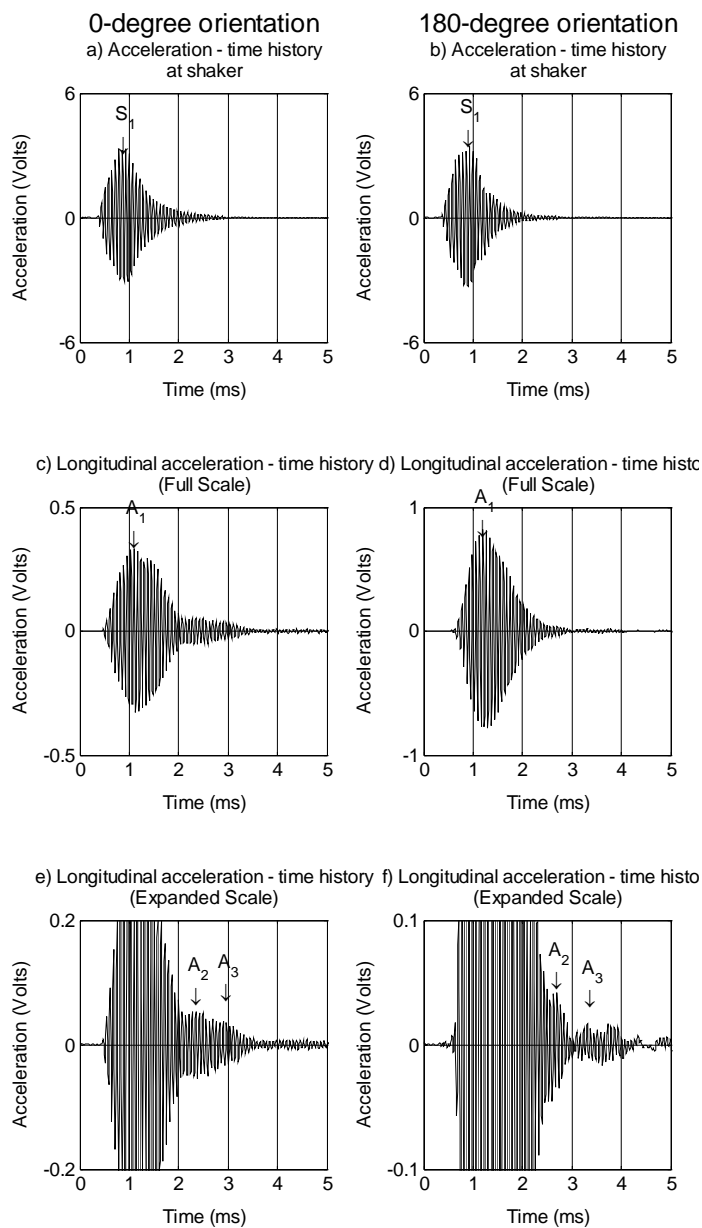 0-degree orientation
180-degree orientation
a) Acceleration - time history
at shaker
b) Acceleration - time history
at shaker
6
0
-6
Acceleration (Volts)
S1
0 1 2 3 4 5
Time (ms)
6
0
-6
Acceleration (Volts)
S1
0 1 2 3 4 5
Time (ms)
c) Longitudinal acceleration - time history
(Full Scale)
d) Longitudinal acceleration - time histo
(Full Scale)
0.5
0
-0.5
Acceleration (Volts)
A1
0 1 2 3 4 5
Time (ms)
1
0
-1
Acceleration (Volts)
A1
0 1 2 3 4 5
Time (ms)
e) Longitudinal acceleration - time history
(Expanded Scale)
f) Longitudinal acceleration - time histo
(Expanded Scale)
0.2
0
-0.2
Acceleration (Volts)
A2
A3
0 1 2 3 4 5
Time (ms)
0.1
0
-0.1
Acceleration (Volts)
A2
A3
0 1 2 3 4 5
Time (ms)